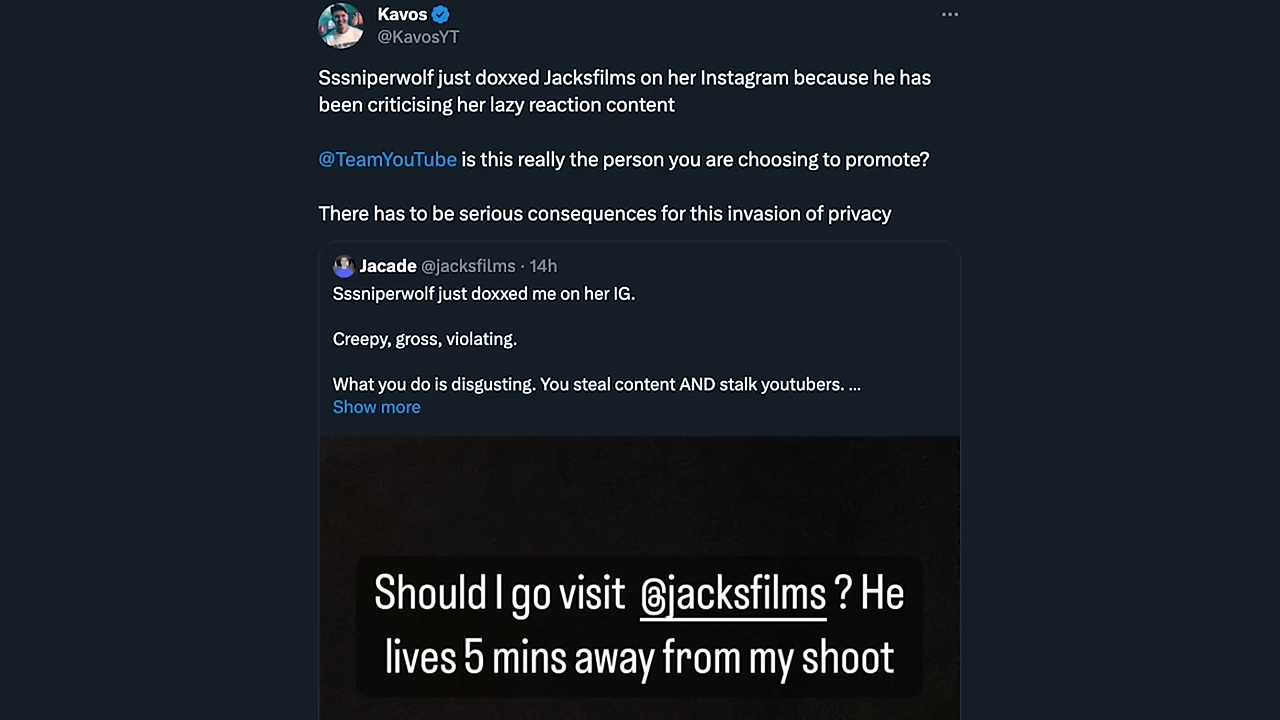 Kavos
@KavosYT
Sssniperwolf just doxxed Jacksfilms on her Instagram because he has
been criticising her lazy reaction content
@TeamYouTube is this really the person you are choosing to promote?
There has to be serious consequences for this invasion of privacy
Jacade @jacksfilms · 14h
Sssniperwolf just doxxed me on her IG.
Creepy, gross, violating.
What you do is disgusting. You steal content AND stalk youtubers. ...
Show more
Should I go visit @jacksfilms ? He
lives 5 mins away from my shoot